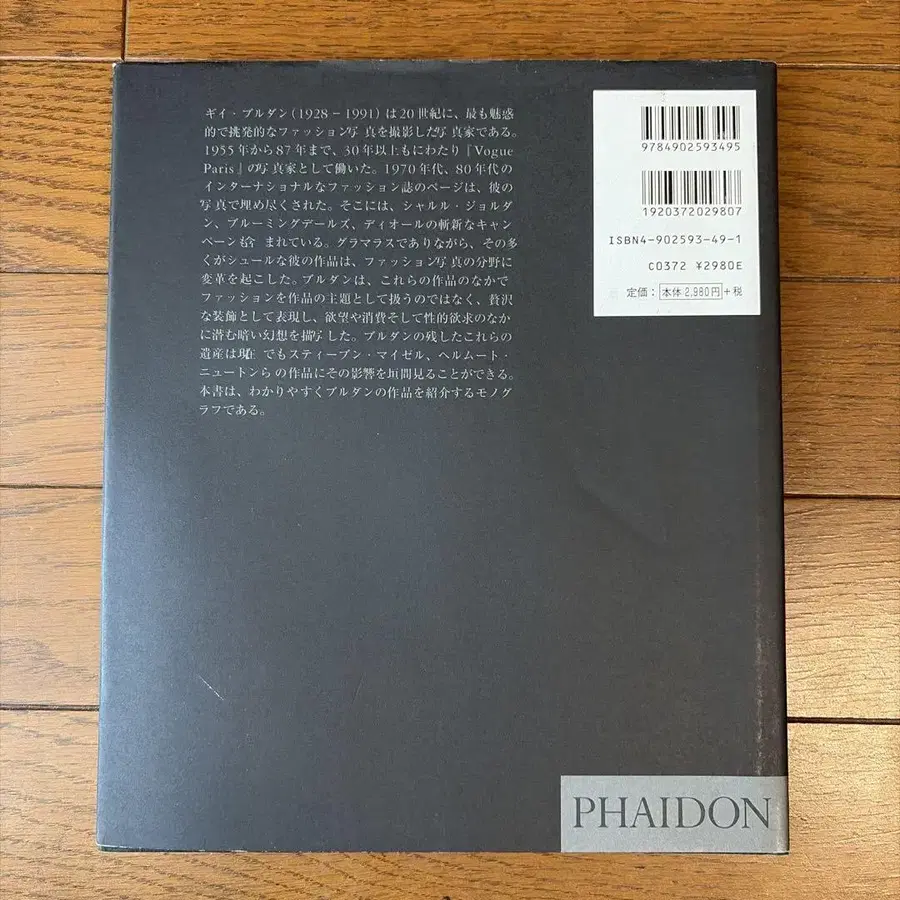 ギイ・ブルダン(1928－1991)は20世紀に、最も魅惑
的で挑発的なファッション写真を撮影した写真家である。
1955年から87年まで、30年以上もにわたり『Vogue
Paris』の写真家として働いた。1970年代、80年代の
インターナショナルなファッション誌のページは、彼の
写真で埋め尽くされた。そこには、シャルル・ジョルダ
ン、ブルーミングデールズ、ディオールの斬新なキャン
ペーンも含まれている。グラマラスでありながら、その多
くがシュールな彼の作品は、ファッション写真の分野に
変革を起こした。ブルダンは、これらの作品のなかで
ファッションを作品の主題として扱うのではなく、贅沢
な装飾として表現し、欲望や消費そして性的欲求のなか
に潜む暗い幻想を描写した。ブルダンの残したこれらの
遺産は現在でもスティーブン・マイゼル、ヘルムート・
ニュートンらの作品にその影響を垣間見ることができる。
本書は、わかりやすくブルダンの作品を紹介するモノグ
ラフである。
9784902593495
1920372029807
ISBN4-902593-49-1
C0372 ¥2980E
定価：本体2,980円+税
PHAIDON